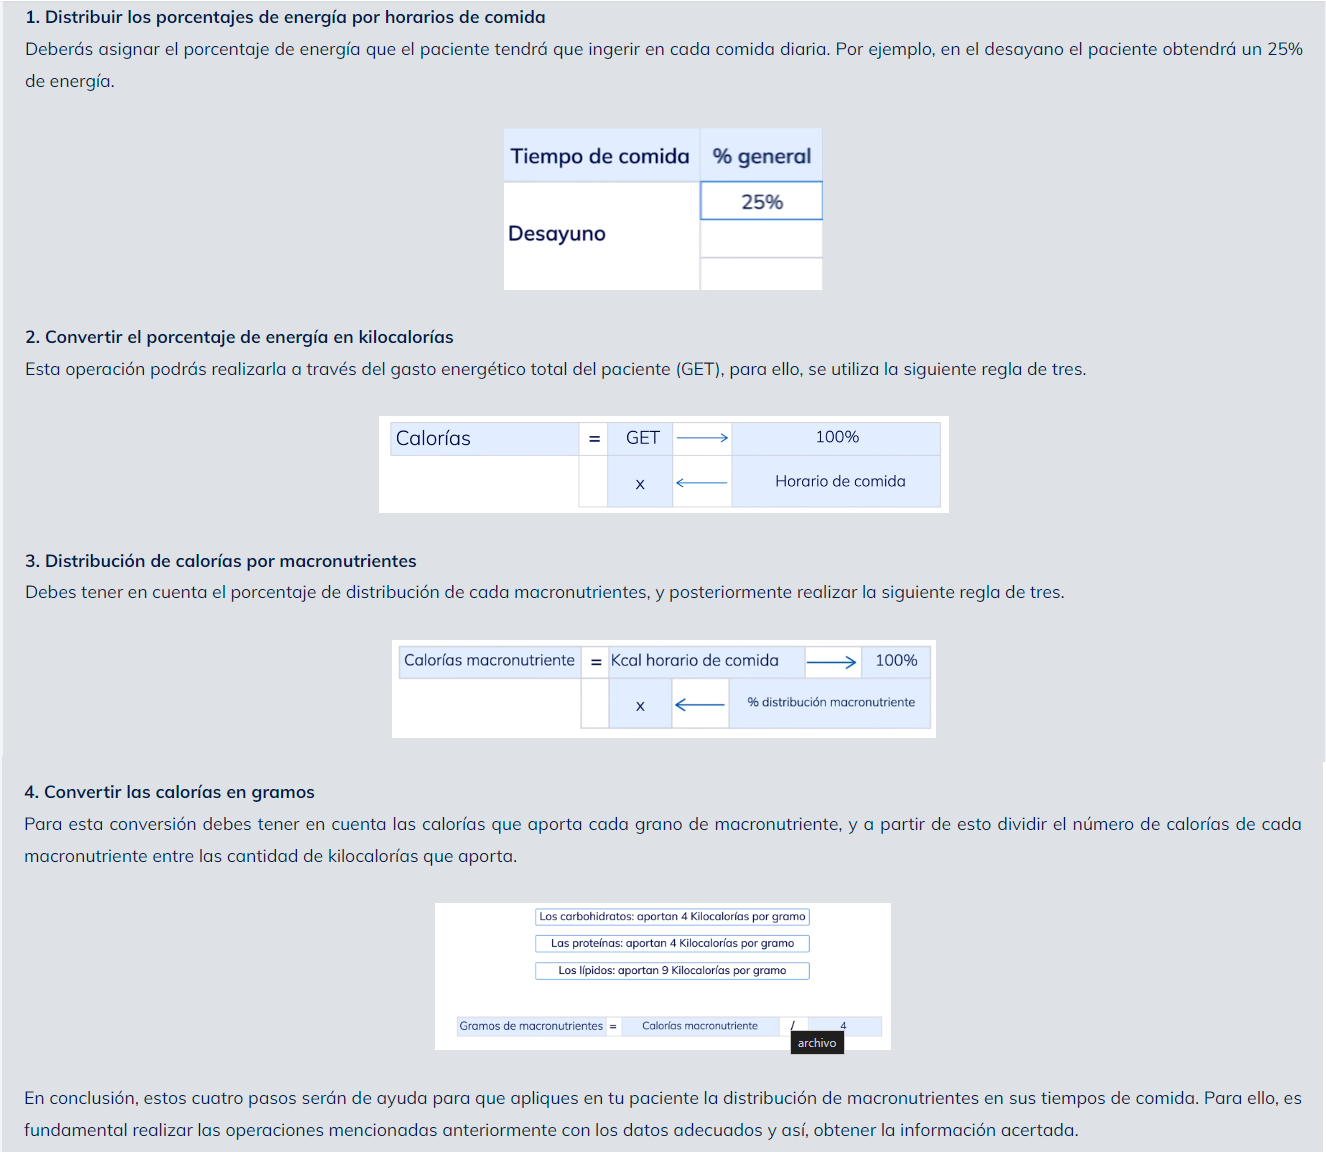 1. Distribuir los porcentajes de energía por horarios de comida
Deberás asignar el porcentaje de energía que el paciente tendrá que ingerir en cada comida diaria. Por ejemplo, en el desayano el paciente obtendrá un 25%
de energía.
Tiempo de comida % general
25%
Desayuno
2. Convertir el porcentaje de energía en kilocalorías
Esta operación podrás realizarla a través del gasto energético total del paciente (GET), para ello, se utiliza la siguiente regla de tres.
Calorías = GET → 100%
x ← Horario de comida
3. Distribución de calorías por macronutrientes
Debes tener en cuenta el porcentaje de distribución de cada macronutrientes, y posteriormente realizar la siguiente regla de tres.
Calorías macronutriente = Kcal horario de comida → 100%
x ← % distribución macronutriente
4. Convertir las calorías en gramos
Para esta conversión debes tener en cuenta las calorías que aporta cada grano de macronutriente, y a partir de esto dividir el número de calorías de cada
macronutriente entre las cantidad de kilocalorías que aporta.
Los carbohidratos: aportan 4 Kilocalorías por gramo
Las proteínas: aportan 4 Kilocalorías por gramo
Los lípidos: aportan 9 Kilocalorías por gramo
Gramos de macronutrientes = Calorías macronutriente / 4
archivo
En conclusión, estos cuatro pasos serán de ayuda para que apliques en tu paciente la distribución de macronutrientes en sus tiempos de comida. Para ello, es
fundamental realizar las operaciones mencionadas anteriormente con los datos adecuados y así, obtener la información acertada.